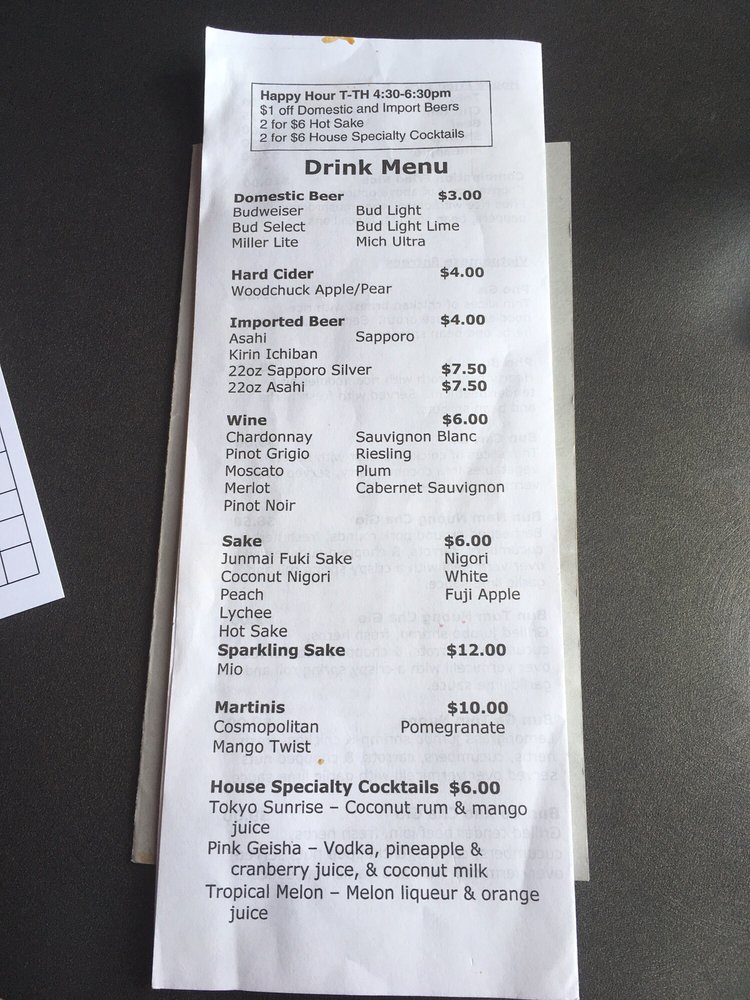 Happy Hour T-TH 4:30-6:30pm
$1 off Domestic and Import Beers
2 for $6 Hot Sake
2 for $6 House Specialty Cocktails
Drink Menu
Domestic Beer $3.00
Budweiser Bud Light
Bud Select Bud Light Lime
Miller Lite Mich Ultra
Hard Cider $4.00
Woodchuck Apple/Pear
Imported Beer $4.00
Asahi Sapporo
Kirin Ichiban
22oz Sapporo Silver $7.50
22oz Asahi $7.50
Wine $6.00
Chardonnay Sauvignon Blanc
Pinot Grigio Riesling
Moscato Plum
Merlot Cabernet Sauvignon
Pinot Noir
Sake $6.00
Junmai Fuki Sake Nigori
Coconut Nigori White
Peach Fuji Apple
Lychee
Hot Sake
Sparkling Sake $12.00
Mio
Martinis $10.00
Cosmopolitan Pomegranate
Mango Twist
House Specialty Cocktails $6.00
Tokyo Sunrise – Coconut rum & mango
juice
Pink Geisha – Vodka, pineapple &
cranberry juice, & coconut milk
Tropical Melon – Melon liqueur & orange
juice